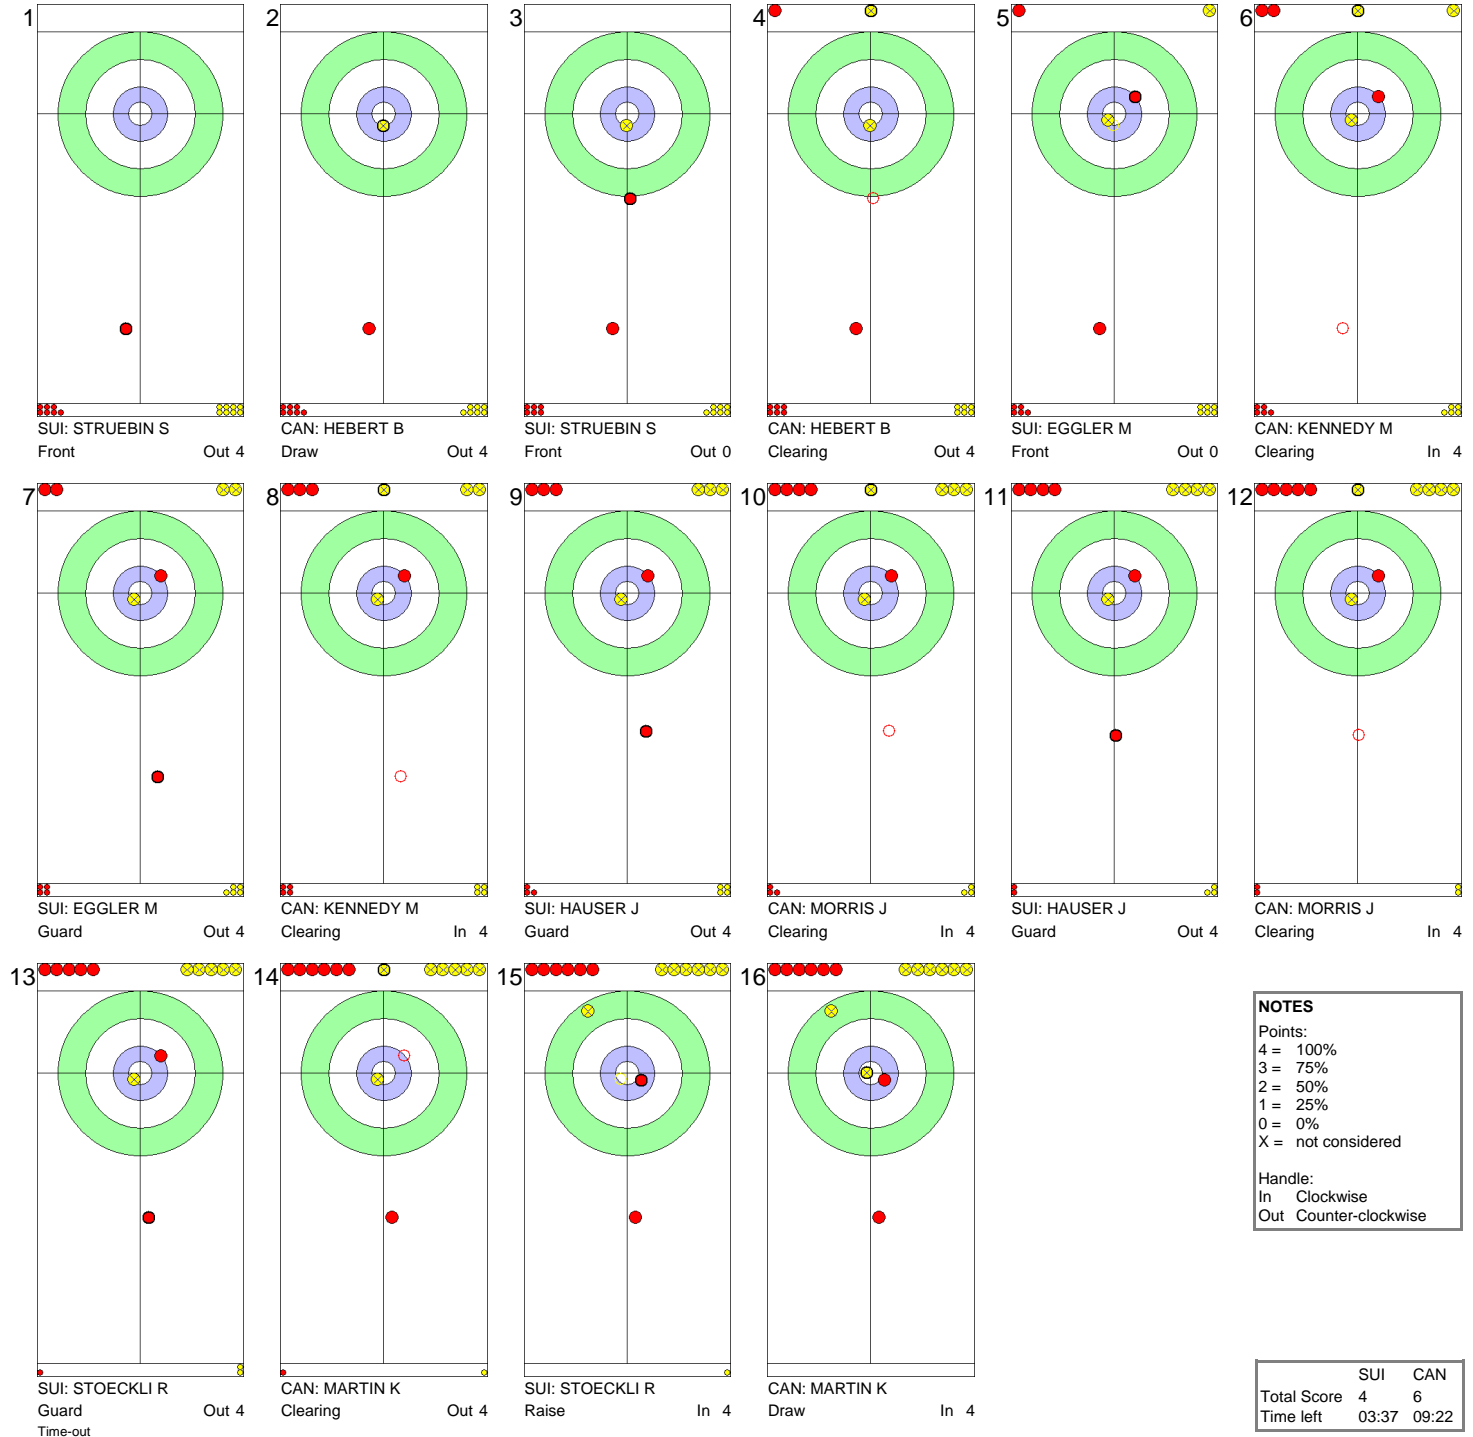 1
SUI: STRUEBIN S
Front Out 4
2
CAN: HEBERT B
Draw Out 4
3
SUI: STRUEBIN S
Front Out 0
4
CAN: HEBERT B
Clearing Out 4
5
SUI: EGGLER M
Front Out 0
6
CAN: KENNEDY M
Clearing In 4
7
SUI: EGGLER M
Guard Out 4
8
CAN: KENNEDY M
Clearing In 4
9
SUI: HAUSER J
Guard Out 4
10
CAN: MORRIS J
Clearing In 4
11
SUI: HAUSER J
Guard Out 4
12
CAN: MORRIS J
Clearing In 4
13
SUI: STOECKLI R
Guard Out 4
Time-out
14
CAN: MARTIN K
Clearing Out 4
15
SUI: STOECKLI R
Raise In 4
16
CAN: MARTIN K
Draw In 4
NOTES
Points:
4 = 100%
3 = 75%
2 = 50%
1 = 25%
0 = 0%
X = not considered
Handle:
In Clockwise
Out Counter-clockwise
SUI CAN
Total Score 4 6
Time left 03:37 09:22